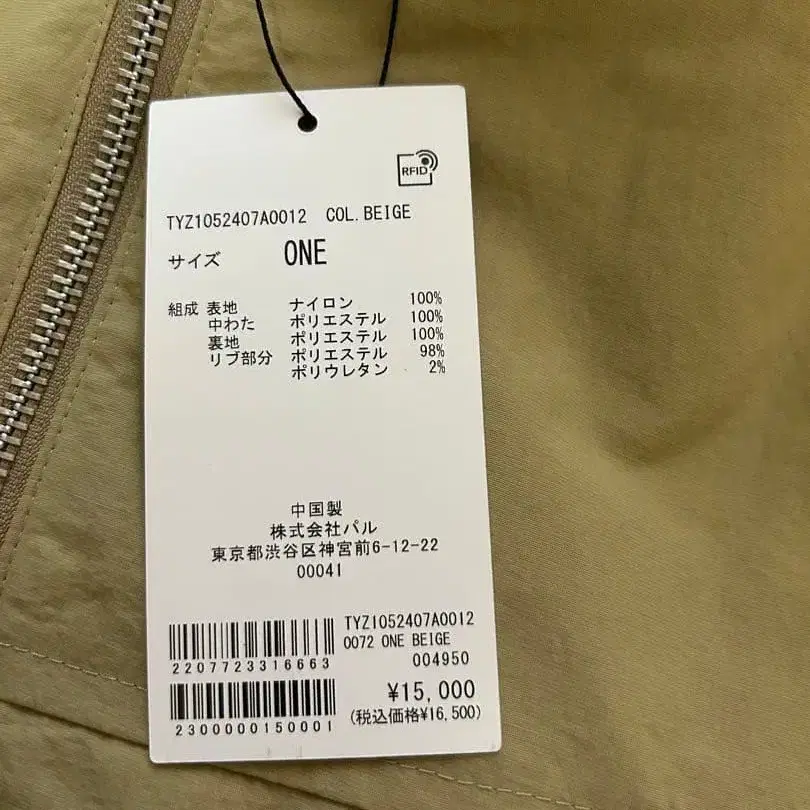 RFID
TYZ1052407A0012 COL.BEIGE
サイズ ONE
組成 表地 ナイロン 100%
中わた ポリエステル 100%
裏地 ポリエステル 100%
リブ部分 ポリエステル 98%
ポリウレタン 2%
中国製
株式会社パル
東京都渋谷区神宮前6-12-22
00041
TYZ1052407A0012
0072 ONE BEIGE
2207723316663 004950
¥15,000
2300000150001 (税込価格¥16,500)